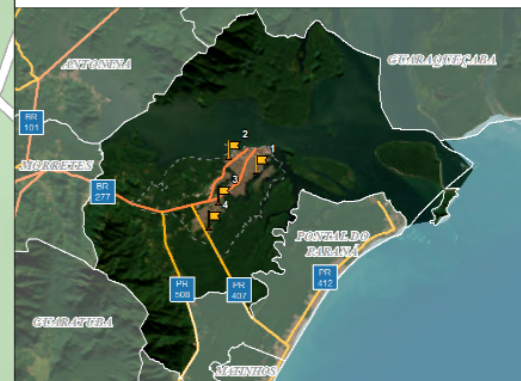 ANTONINA
GUARAQUEÇABA
BR
101
2
1
MORRETES
BR
277
3
4
PONTAL DO
PARANÁ
PR
508
PR
407
PR
412
GUARATUBA
MATINHOS